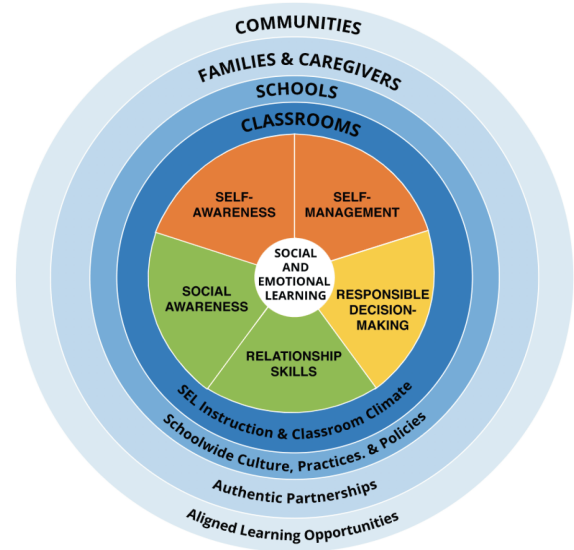 COMMUNITIES
FAMILIES & CAREGIVERS
SCHOOLS
CLASSROOMS
SELF-
AWARENESS
SELF-
MANAGEMENT
SOCIAL
AND
EMOTIONAL
LEARNING
SOCIAL
AWARENESS
RESPONSIBLE
DECISION-
MAKING
RELATIONSHIP
SKILLS
SEL Instruction & Classroom Climate
Schoolwide Culture, Practices. & Policies
Authentic Partnerships
Aligned Learning Opportunities